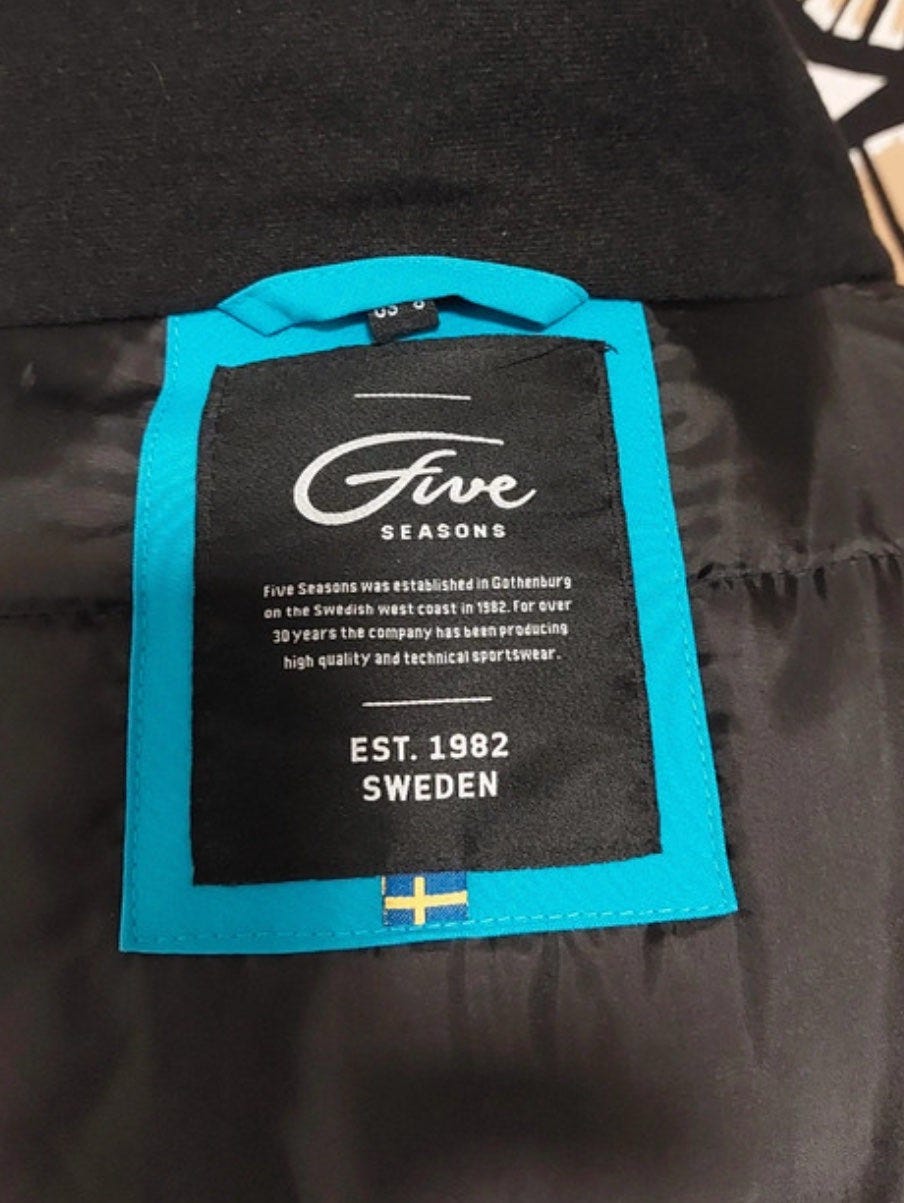 Five
SEASONS
Five Seasons was established in Gothenburg
on the Swedish west coast in 1982. For over
30 years the company has been producing
high quality and technical sportswear.
EST. 1982
SWEDEN